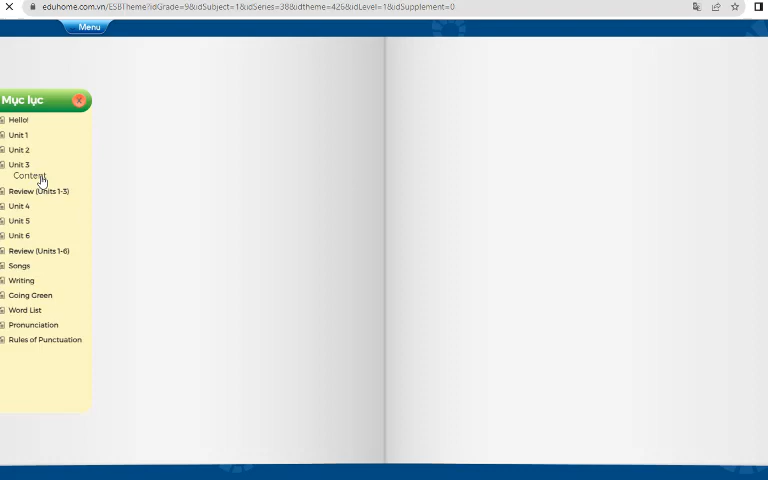 eduhome.com.vn/ESBTheme?idGrade=9&idSubject=1&idSeries=38&idtheme=426&idLevel=1&idSupplement=0
Menu
Mục lục
Hello!
Unit 1
Unit 2
Unit 3
Content
Review (Units 1-3)
Unit 4
Unit 5
Unit 6
Review (Units 1-6)
Songs
Writing
Going Green
Word List
Pronunciation
Rules of Punctuation